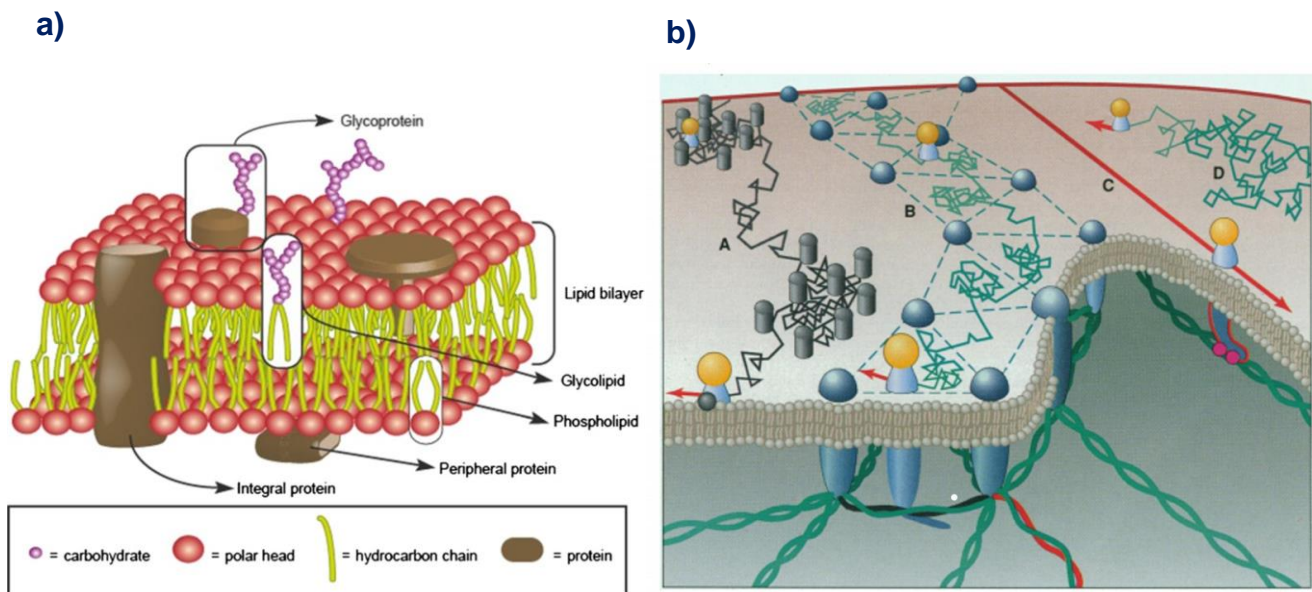 a)
b)
Glycoprotein
Lipid bilayer
Glycolipid
Phospholipid
Peripheral protein
Integral protein
= carbohydrate
= polar head
= hydrocarbon chain
= protein
A
B
C
D